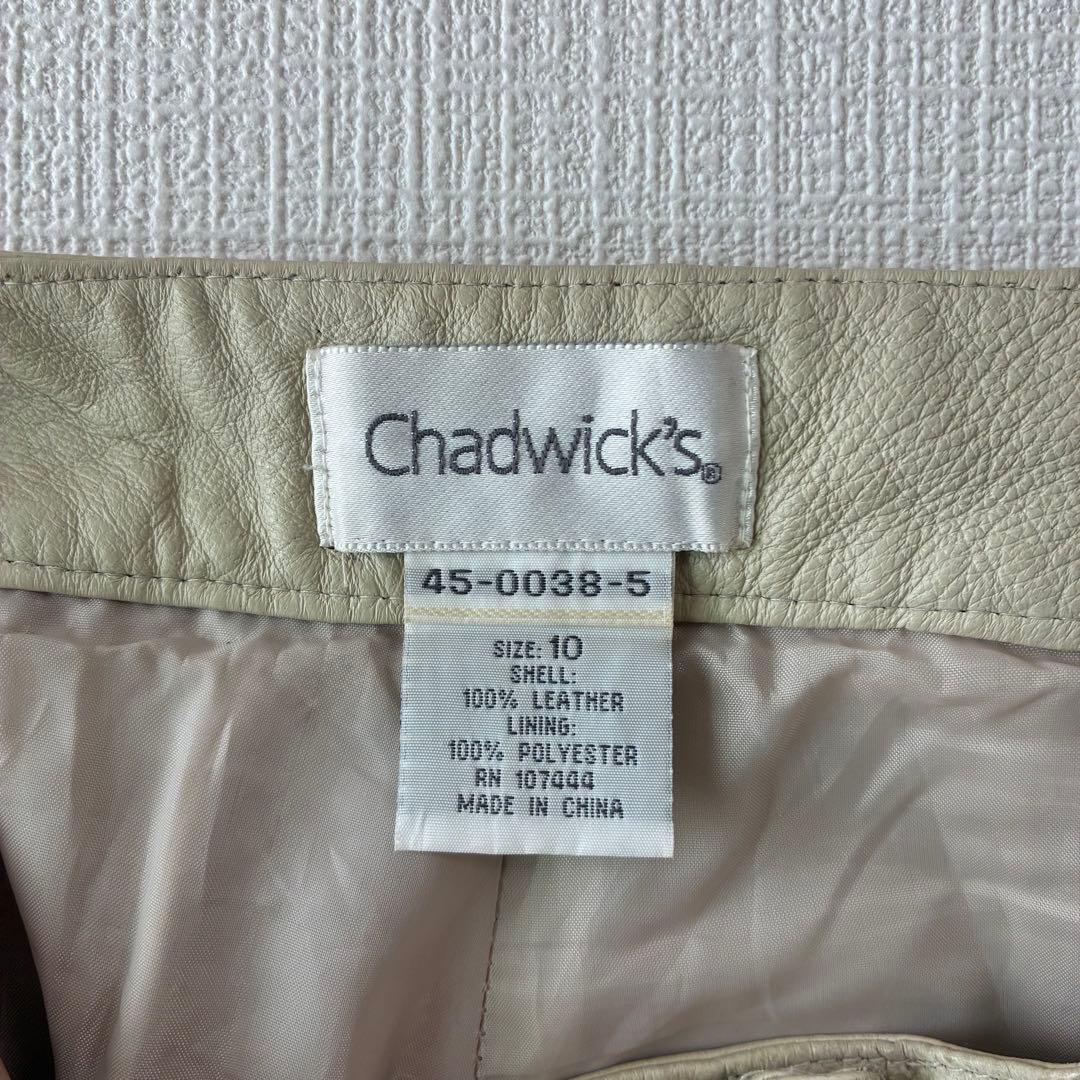 Chadwick's®
45-0038-5
SIZE: 10
SHELL:
100% LEATHER
LINING:
100% POLYESTER
RN 107444
MADE IN CHINA